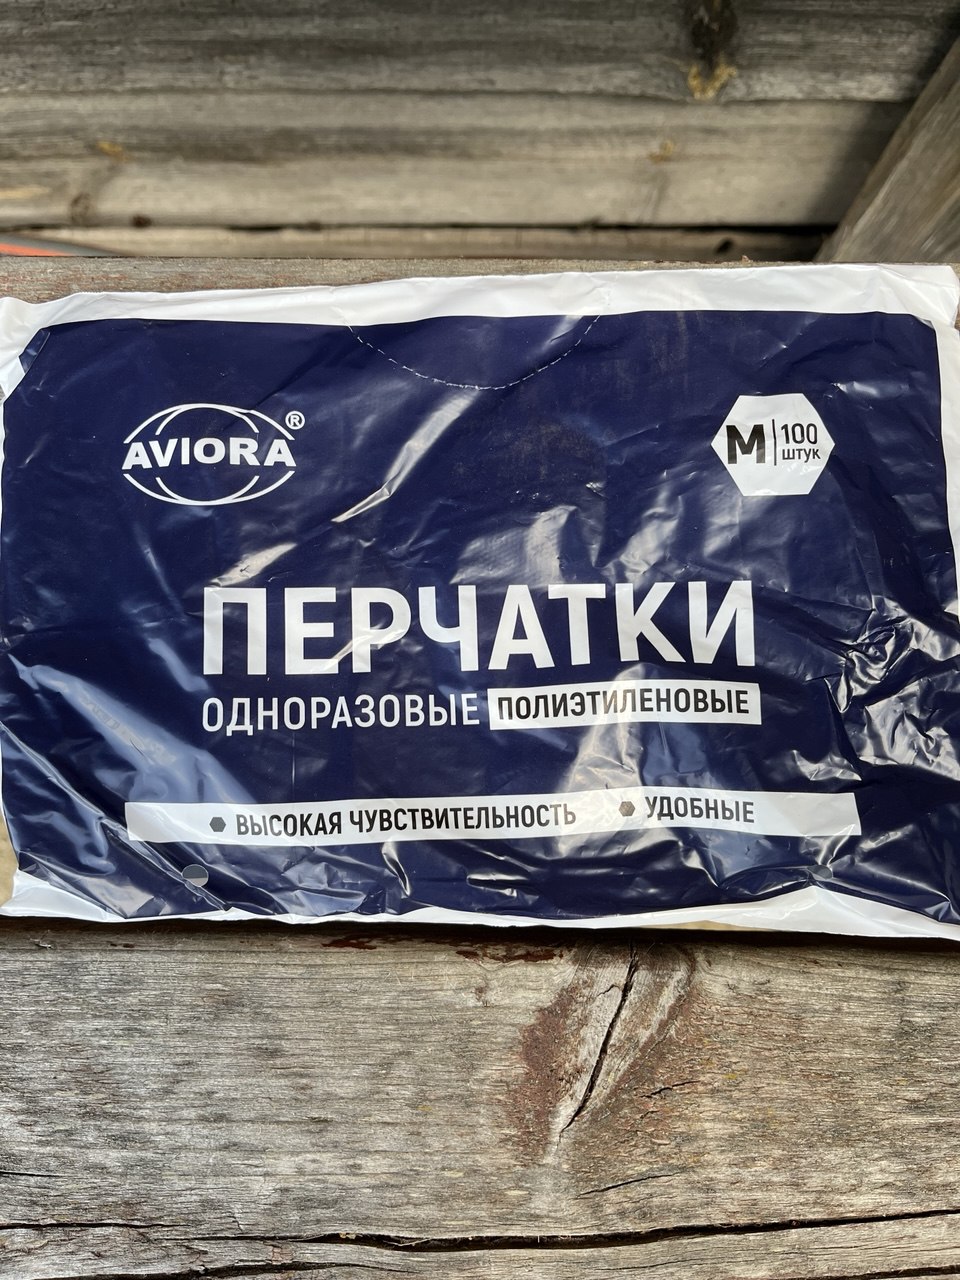 AVIORA®
M 100 штук
ПЕРЧАТКИ
ОДНОРАЗОВЫЕ ПОЛИЭТИЛЕНОВЫЕ
ВЫСОКАЯ ЧУВСТВИТЕЛЬНОСТЬ УДОБНЫЕ